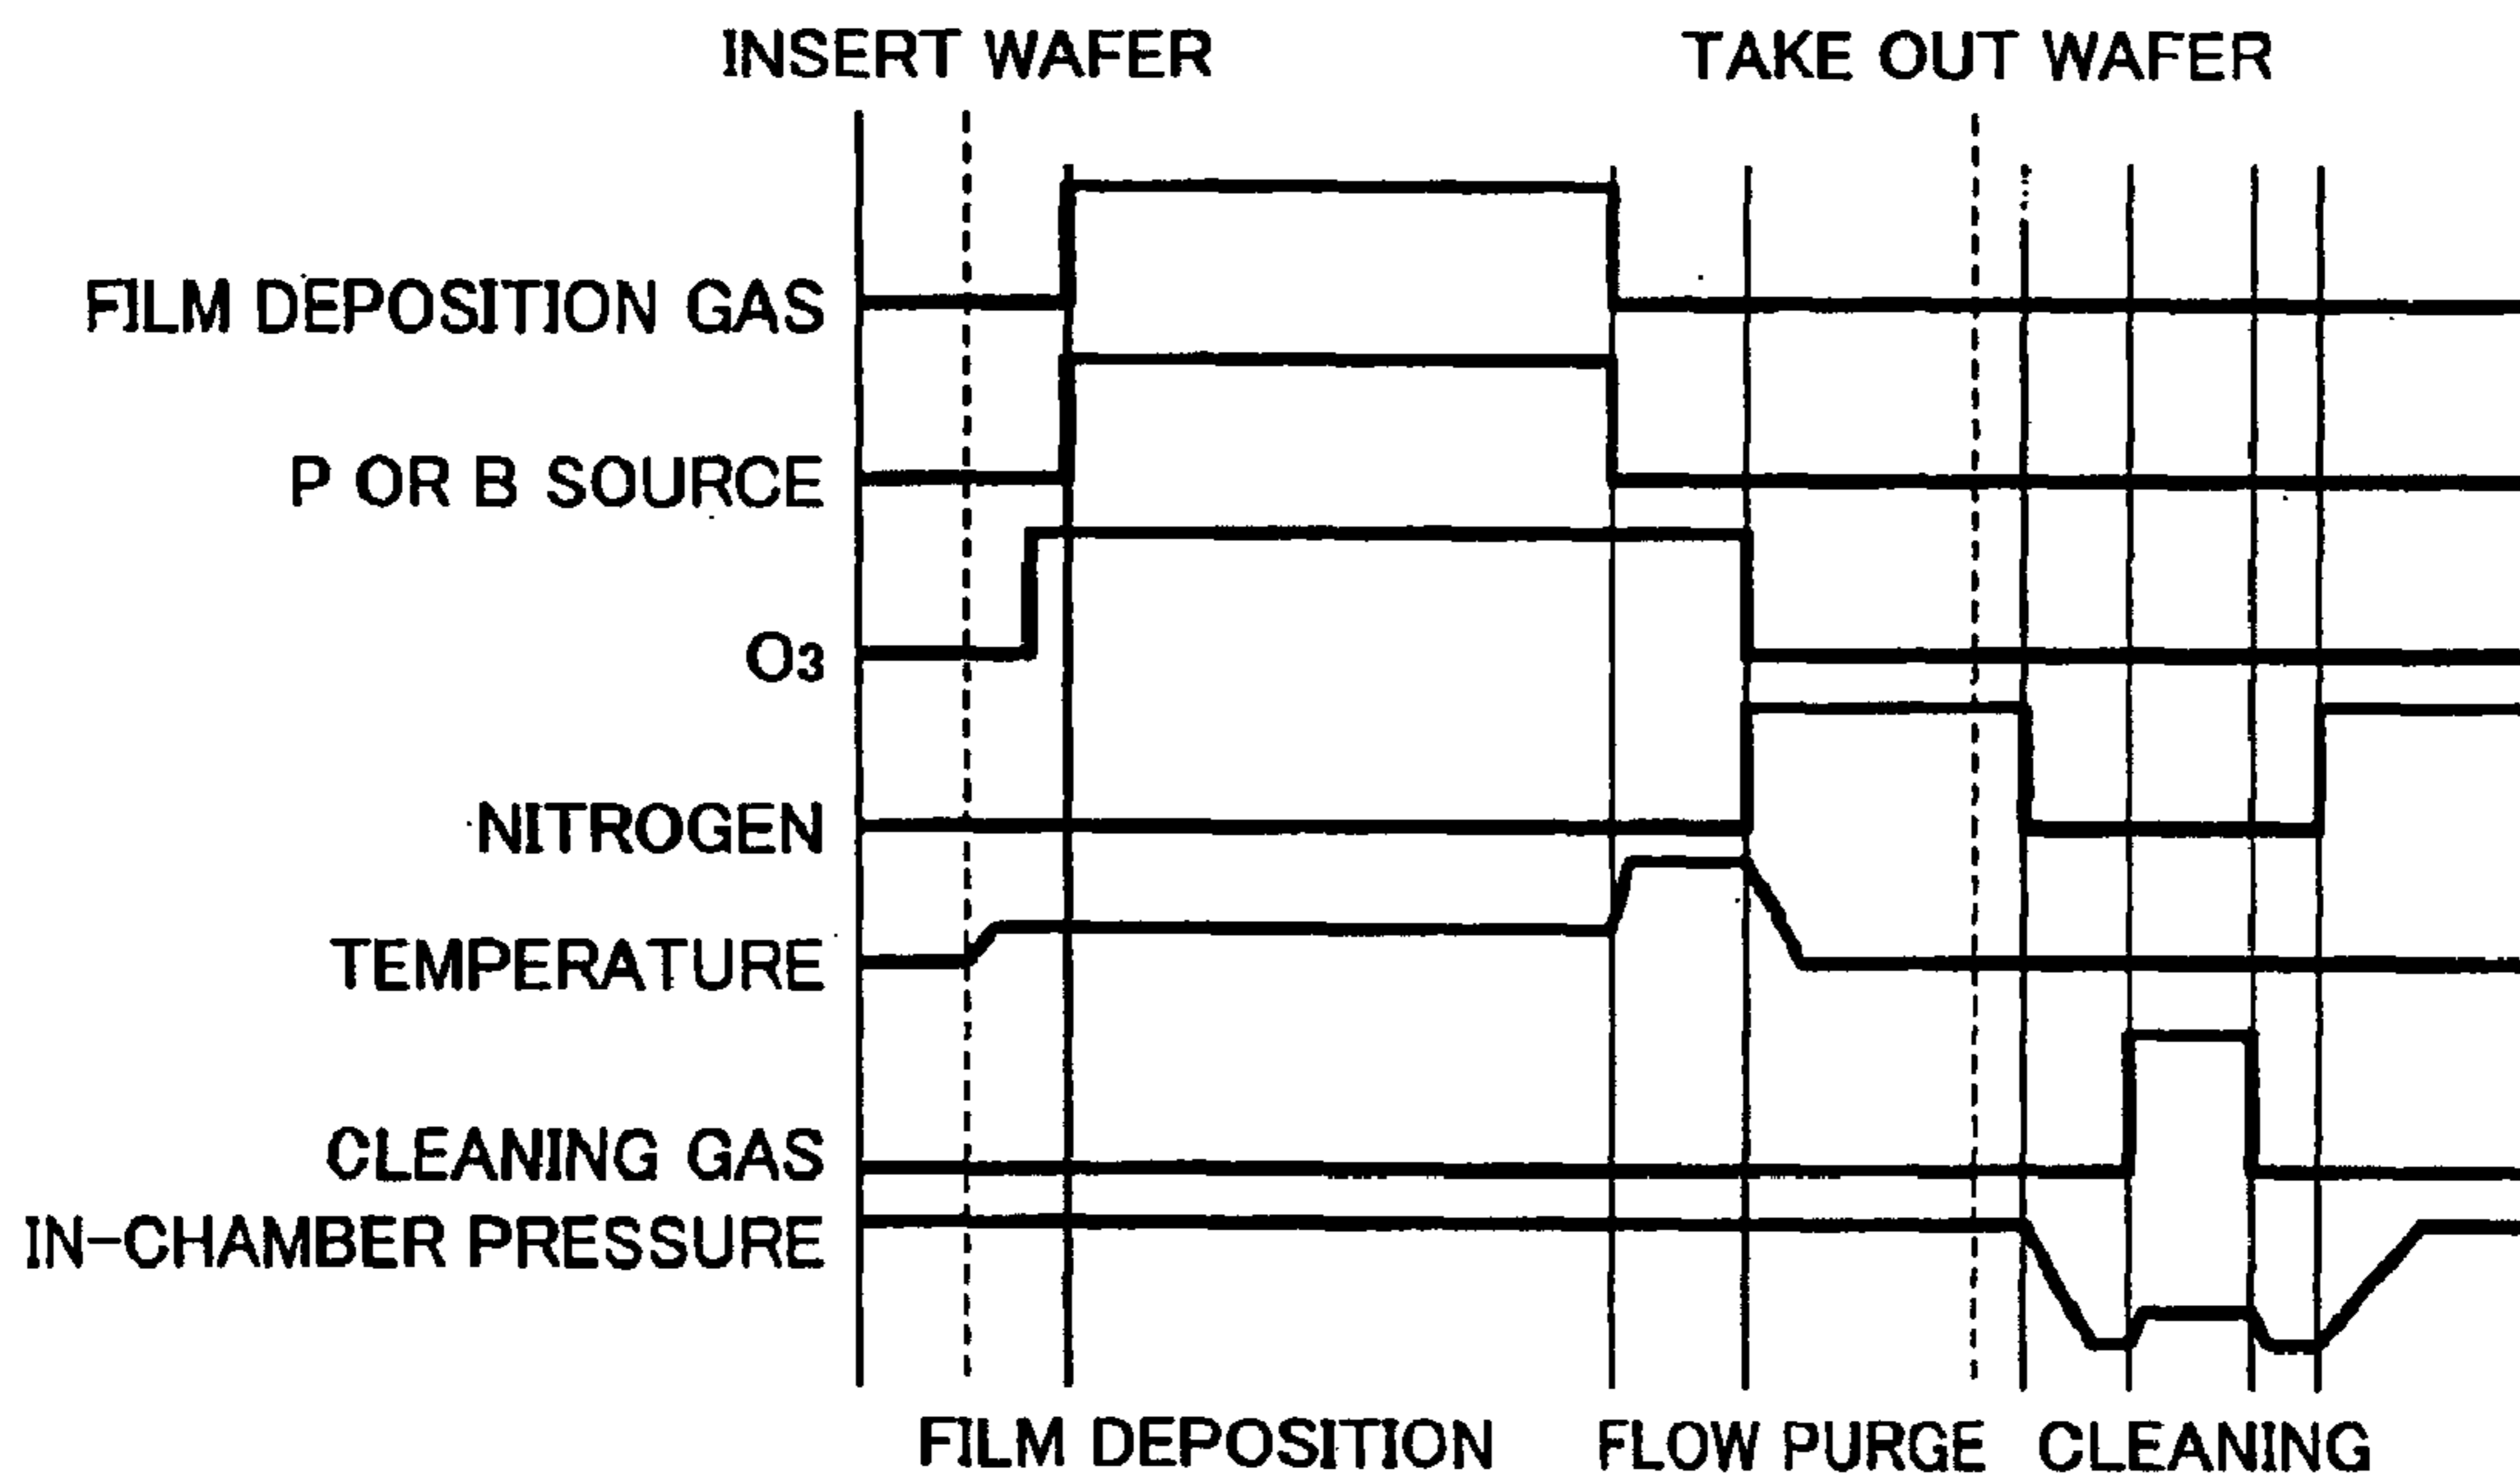 INSERT WAFER
TAKE OUT WAFER
FILM DEPOSITION GAS
P OR B SOURCE
O3
NITROGEN
TEMPERATURE
CLEANING GAS
IN-CHAMBER PRESSURE
FILM DEPOSITION
FLOW PURGE
CLEANING